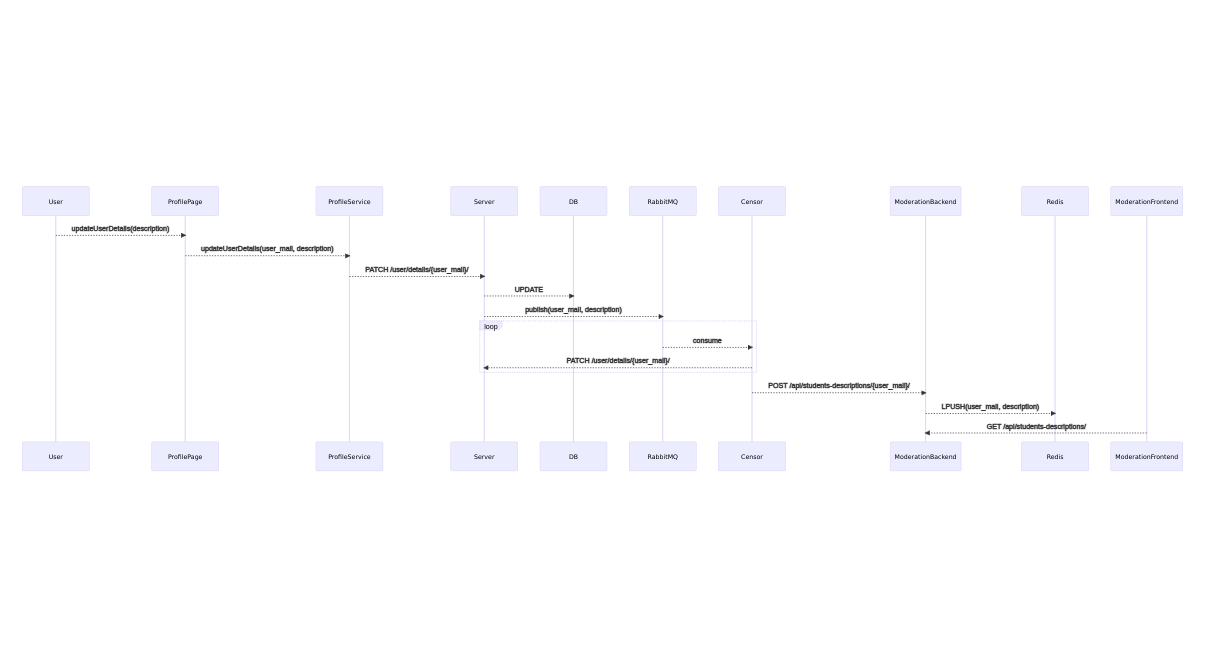 User
ProfilePage
ProfileService
Server
DB
RabbitMQ
Censor
ModerationBackend
Redis
ModerationFrontend
updateUserDetails(description)
updateUserDetails(user_mail, description)
PATCH /user/details/{user_mail}/
UPDATE
publish(user_mail, description)
loop
consume
PATCH /user/details/{user_mail}/
POST /api/students-descriptions/{user_mail}/
LPUSH(user_mail, description)
GET /api/students-descriptions/
User
ProfilePage
ProfileService
Server
DB
RabbitMQ
Censor
ModerationBackend
Redis
ModerationFrontend